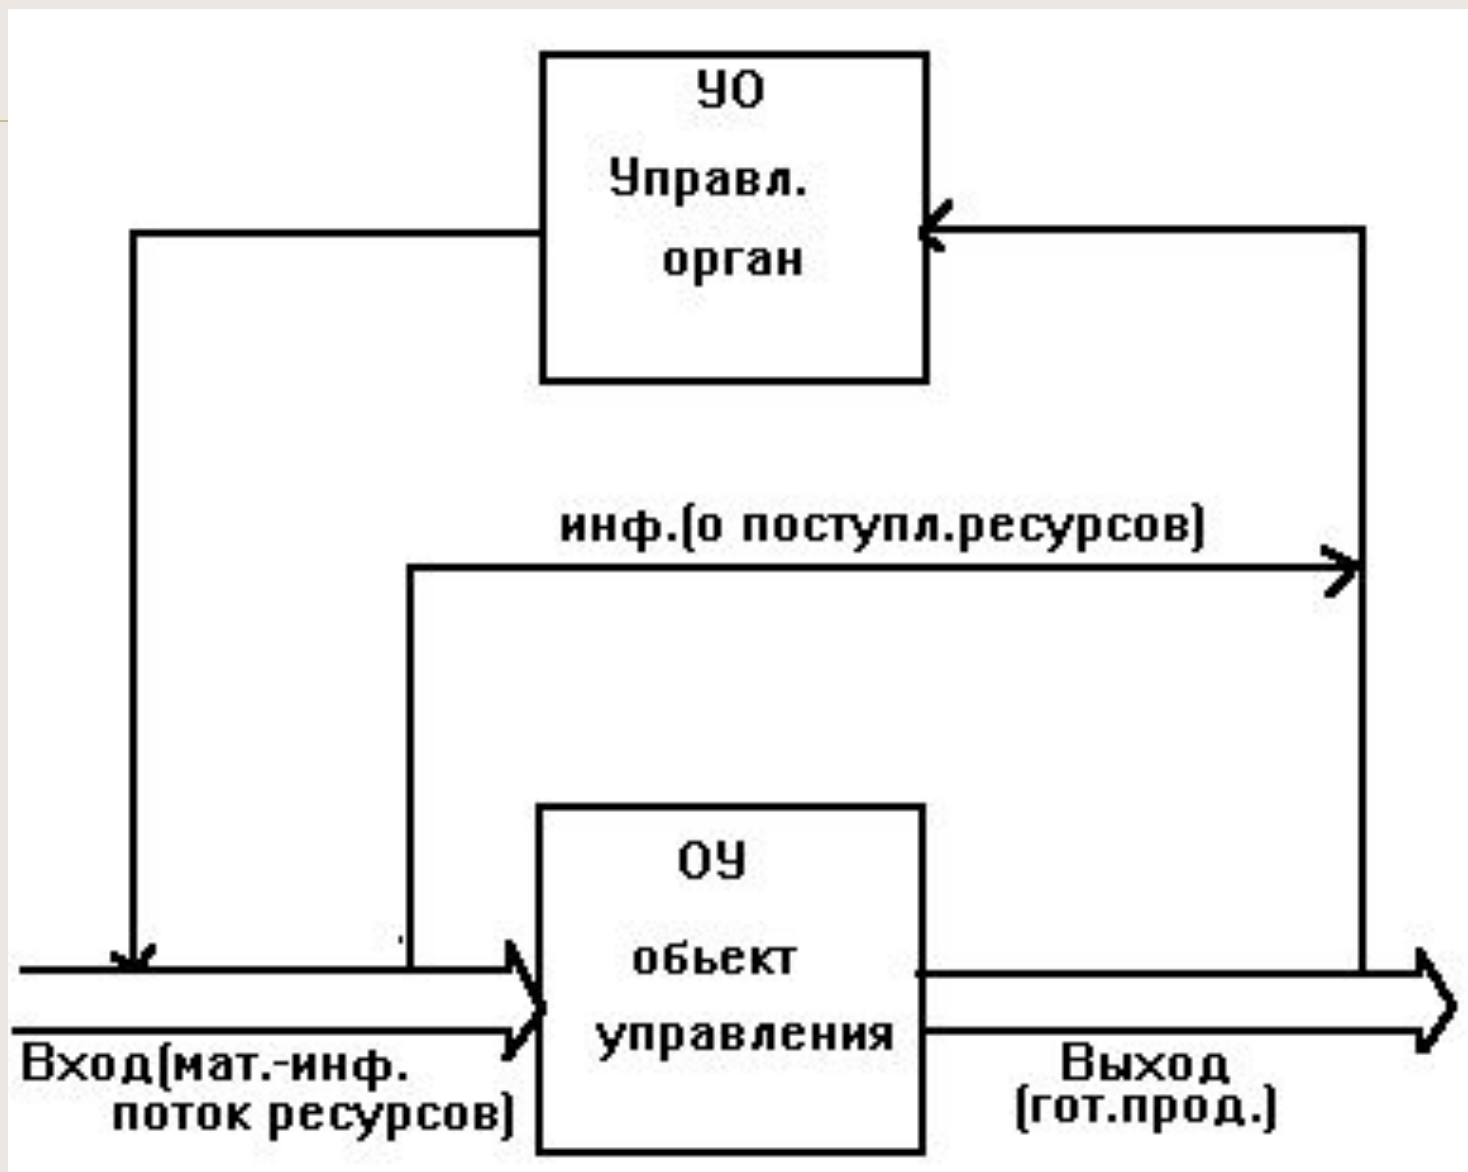 УО
Управл.
орган
инф.(о поступл.ресурсов)
ОУ
обьект
управления
Вход(мат.-инф.
поток ресурсов)
Выход
(гот.прод.)